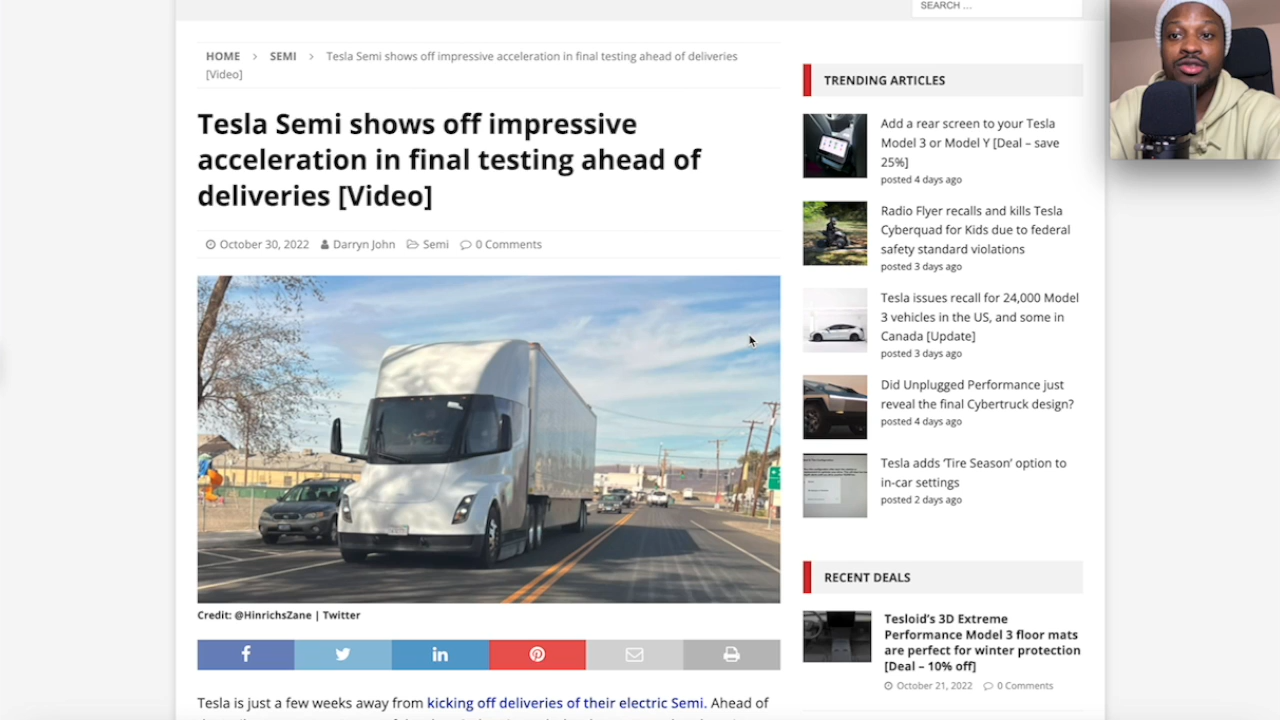 SEARCH ...
HOME > SEMI > Tesla Semi shows off impressive acceleration in final testing ahead of deliveries
[Video]
Tesla Semi shows off impressive
acceleration in final testing ahead of
deliveries [Video]
October 30, 2022 Darryn John Semi 0 Comments
Credit: @HinrichsZane | Twitter
Tesla is just a few weeks away from kicking off deliveries of their electric Semi. Ahead of
TRENDING ARTICLES
Add a rear screen to your Tesla
Model 3 or Model Y [Deal – save
25%]
posted 4 days ago
Radio Flyer recalls and kills Tesla
Cyberquad for Kids due to federal
safety standard violations
posted 3 days ago
Tesla issues recall for 24,000 Model
3 vehicles in the US, and some in
Canada [Update]
posted 3 days ago
Did Unplugged Performance just
reveal the final Cybertruck design?
posted 4 days ago
Tesla adds ‘Tire Season’ option to
in-car settings
posted 2 days ago
RECENT DEALS
Tesloid’s 3D Extreme
Performance Model 3 floor mats
are perfect for winter protection
[Deal – 10% off]
October 21, 2022 0 Comments